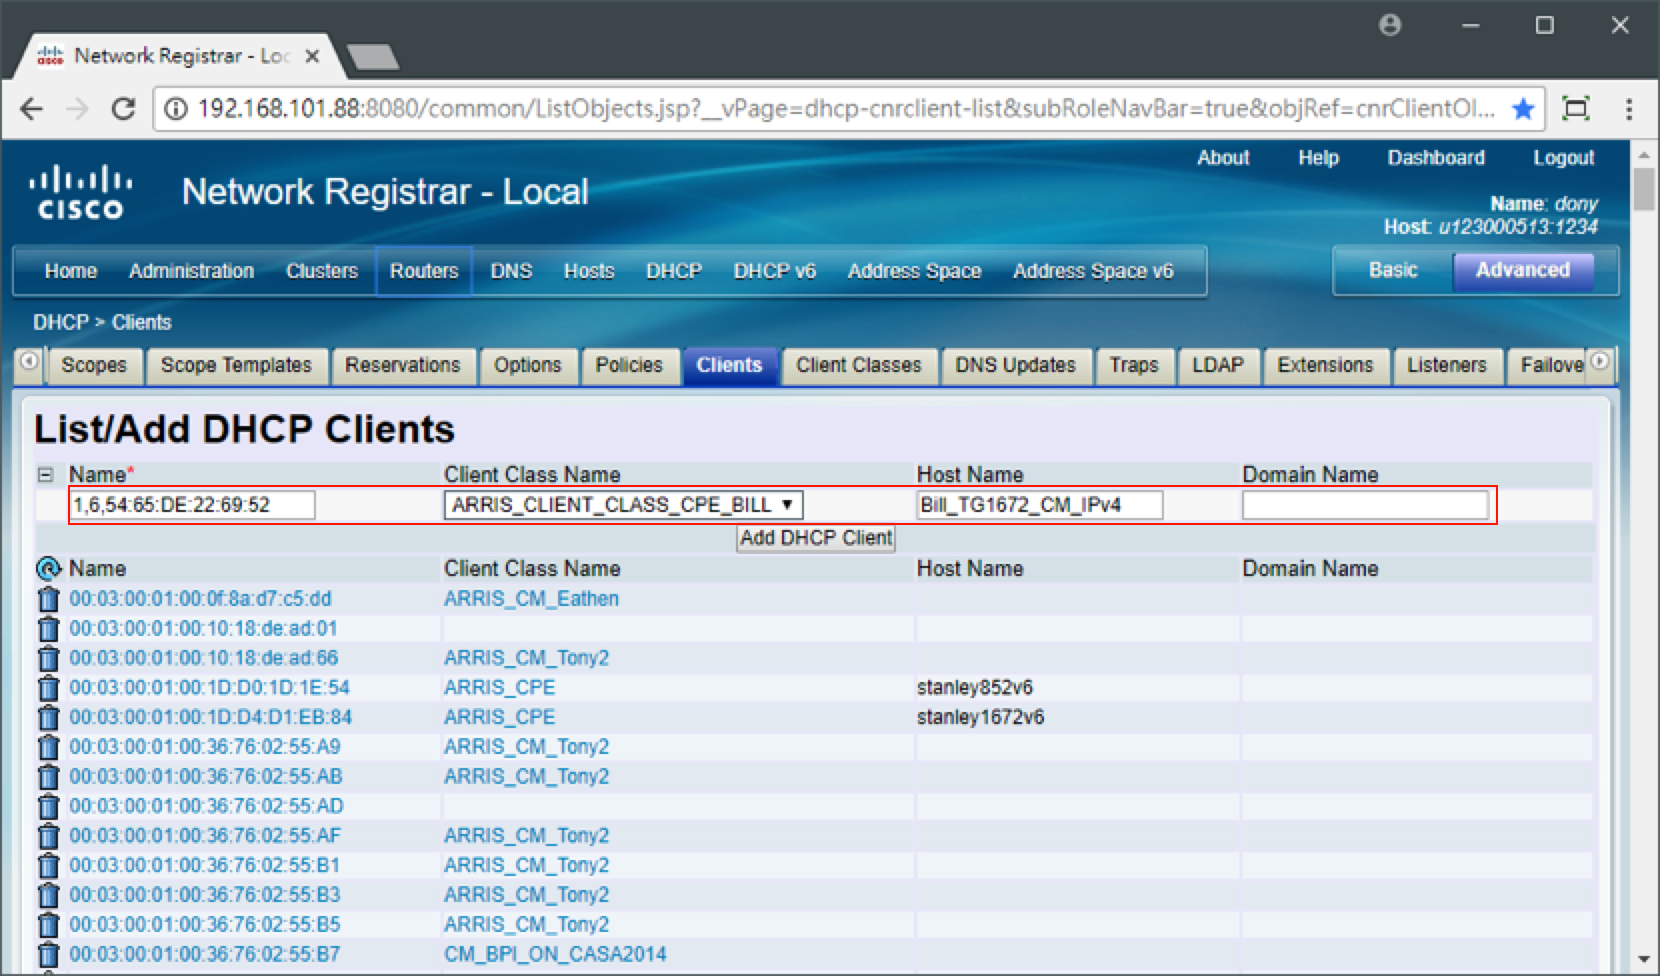 Network Registrar - Loc
192.168.101.88:8080/common/ListObjects.jsp?__vPage=dhcp-cnrclient-list&subRoleNavBar=true&objRef=cnrClientOl...
About Help Dashboard Logout
CISCO Network Registrar - Local
Name: dony
Host: u123000513:1234
Home Administration Clusters Routers DNS Hosts DHCP DHCP v6 Address Space Address Space v6 Basic Advanced
DHCP > Clients
Scopes Scope Templates Reservations Options Policies Clients Client Classes DNS Updates Traps LDAP Extensions Listeners Failove
List/Add DHCP Clients
Name* Client Class Name Host Name Domain Name
1,6,54:65:DE:22:69:52 ARRIS_CLIENT_CLASS_CPE_BILL Bill_TG1672_CM_IPv4
Add DHCP Client
Name Client Class Name Host Name Domain Name
00:03:00:01:00:0f:8a:d7:c5:dd ARRIS_CM_Eathen
00:03:00:01:00:10:18:de:ad:01
00:03:00:01:00:10:18:de:ad:66 ARRIS_CM_Tony2
00:03:00:01:00:1D:D0:1D:1E:54 ARRIS_CPE stanley852v6
00:03:00:01:00:1D:D4:D1:EB:84 ARRIS_CPE stanley1672v6
00:03:00:01:00:36:76:02:55:A9 ARRIS_CM_Tony2
00:03:00:01:00:36:76:02:55:AB ARRIS_CM_Tony2
00:03:00:01:00:36:76:02:55:AD
00:03:00:01:00:36:76:02:55:AF ARRIS_CM_Tony2
00:03:00:01:00:36:76:02:55:B1 ARRIS_CM_Tony2
00:03:00:01:00:36:76:02:55:B3 ARRIS_CM_Tony2
00:03:00:01:00:36:76:02:55:B5 ARRIS_CM_Tony2
00:03:00:01:00:36:76:02:55:B7 CM_BPI_ON_CASA2014